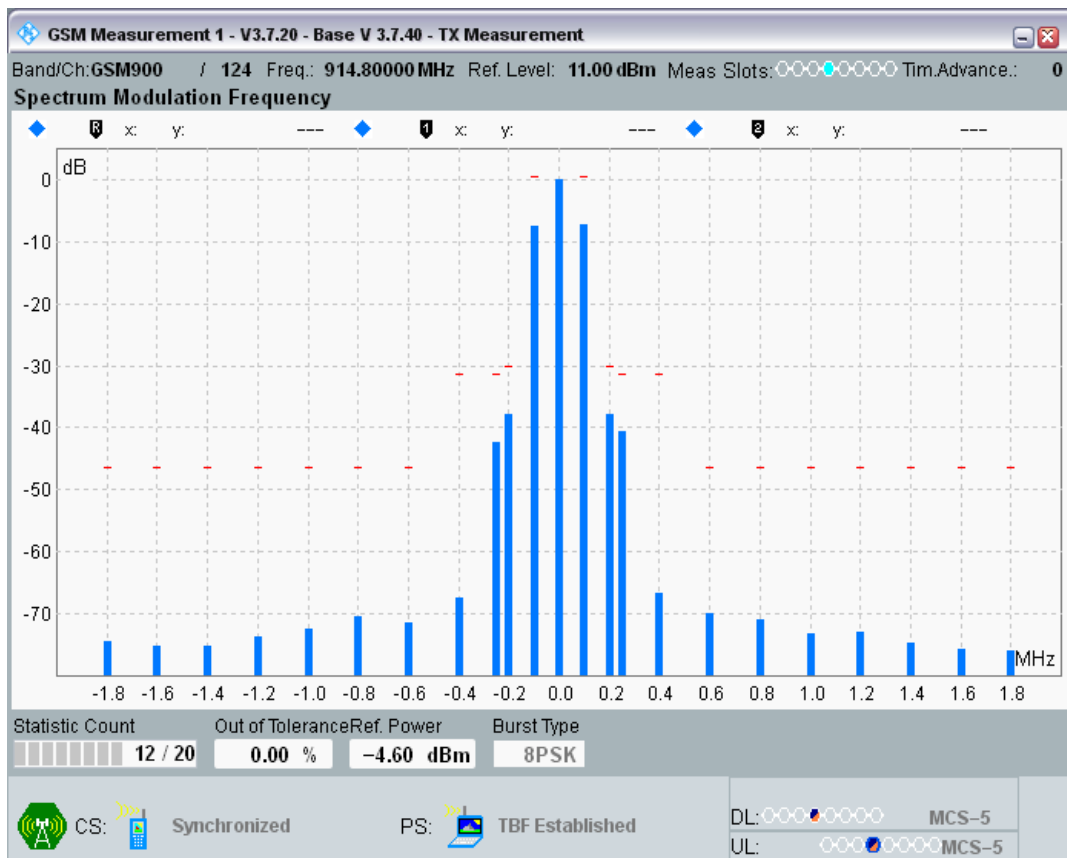 GSM Measurement 1 - V3.7.20 - Base V 3.7.40 - TX Measurement
Band/Ch:GSM900 / 124 Freq.: 914.80000 MHz Ref. Level: 11.00 dBm Meas Slots: Tim.Advance.: 0
Spectrum Modulation Frequency
R x: y: --- 1 x: y: --- 2 x: y: ---
dB
0
-10
-20
-30
-40
-50
-60
-70
MHz
-1.8 -1.6 -1.4 -1.2 -1.0 -0.8 -0.6 -0.4 -0.2 0.0 0.2 0.4 0.6 0.8 1.0 1.2 1.4 1.6 1.8
Statistic Count Out of Tolerance Ref. Power Burst Type
12 / 20 0.00 % −4.60 dBm 8PSK
CS: Synchronized PS: TBF Established
DL: MCS−5
UL: MCS−5